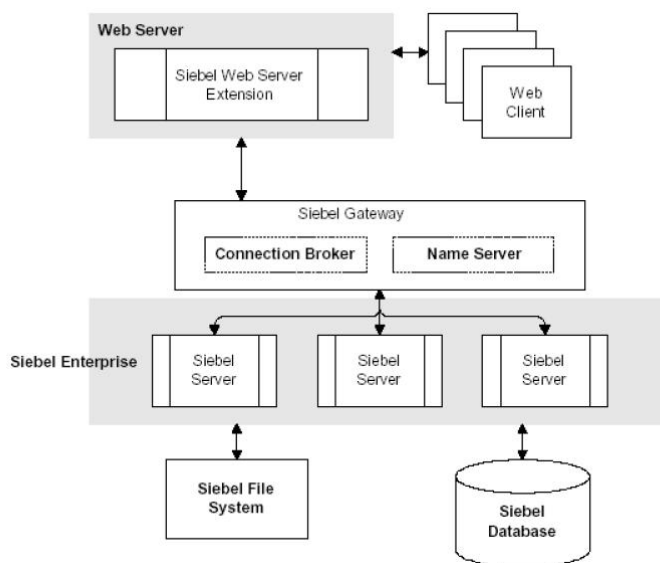 Web Server
Siebel Web Server
Extension
Web
Client
Siebel Gateway
Connection Broker
Name Server
Siebel Enterprise
Siebel
Server
Siebel
Server
Siebel
Server
Siebel File
System
Siebel
Database